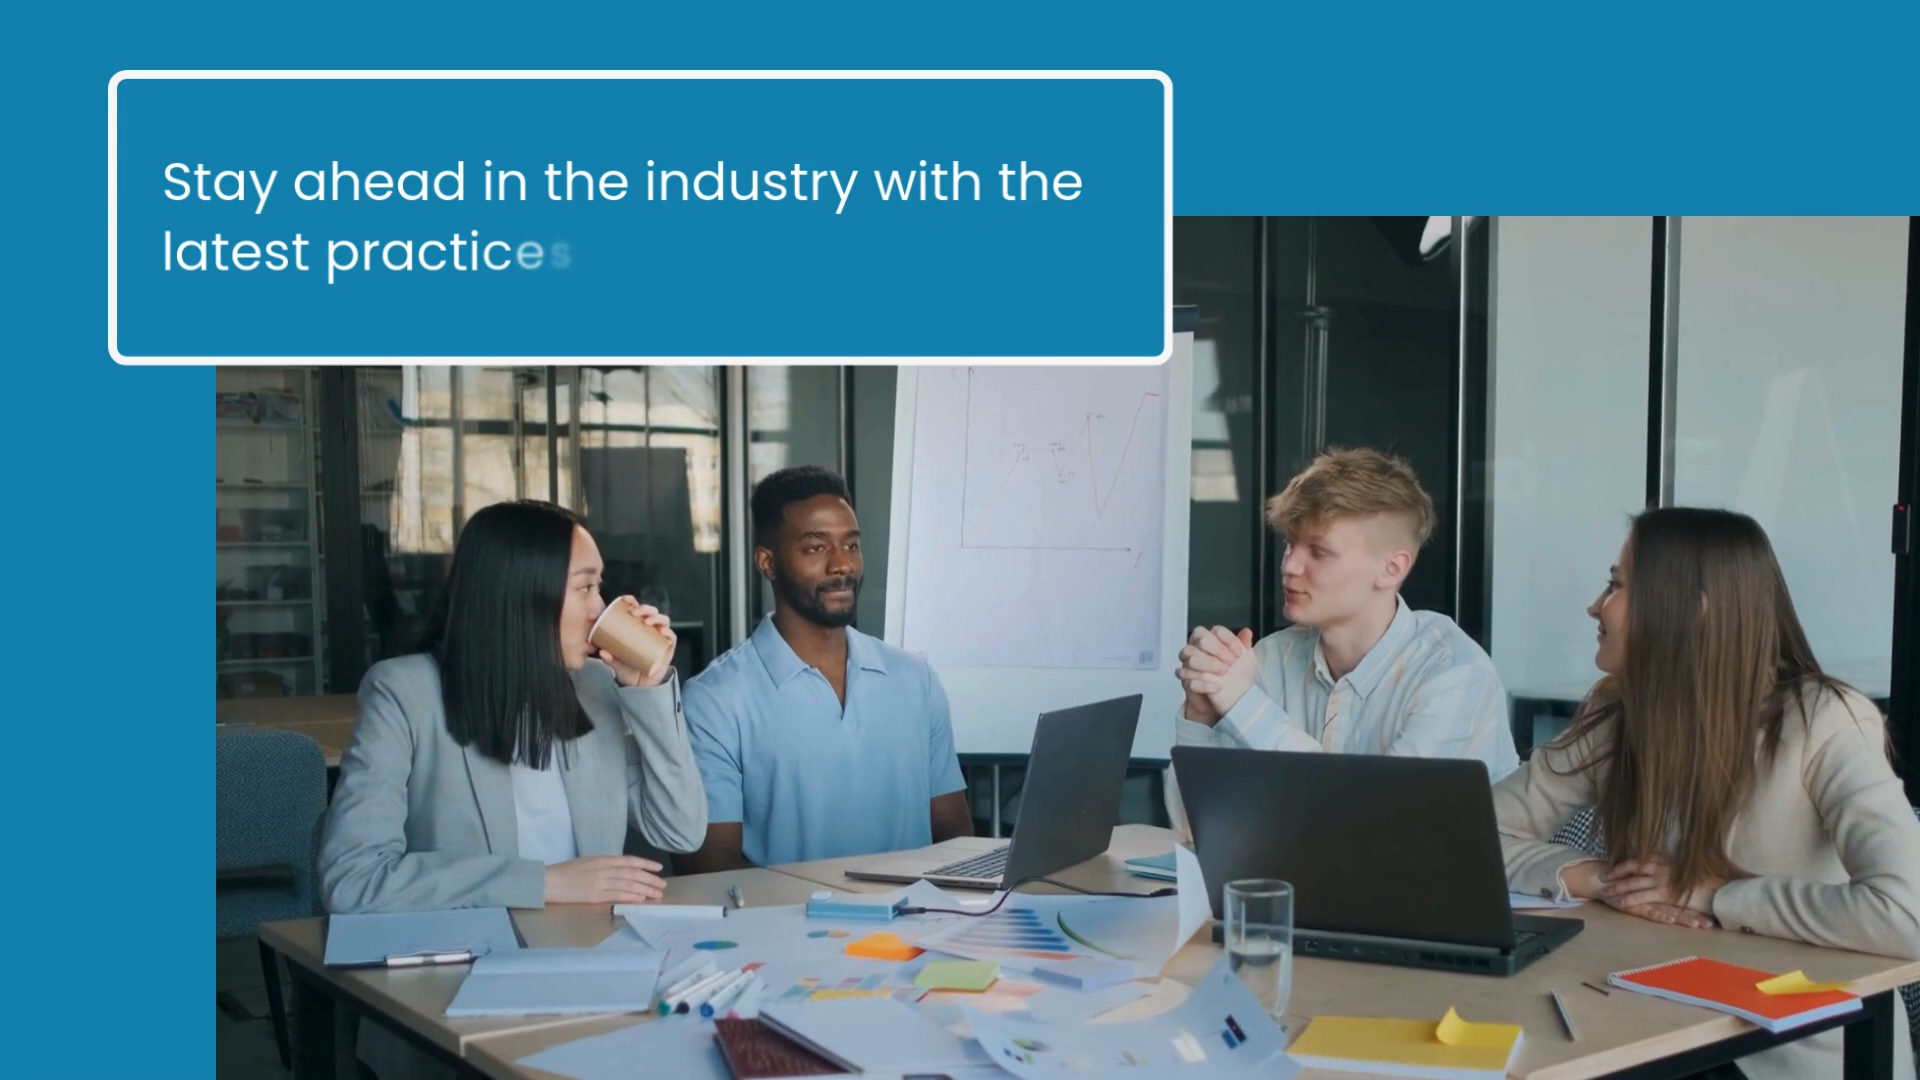 Stay ahead in the industry with the
latest practices